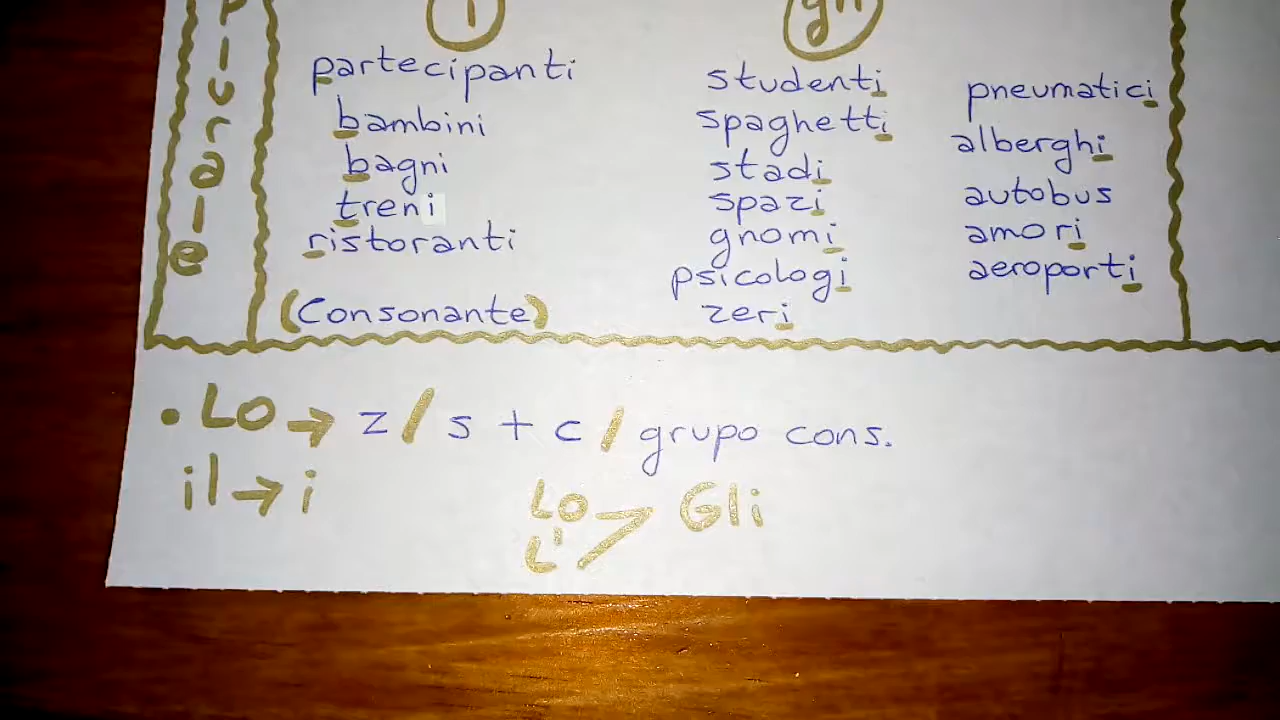 Plurale
i
gli
partecipanti
bambini
bagni
treni
ristoranti
(Consonante)
studenti
spaghetti
stadi
spazi
gnomi
psicologi
zeri
pneumatici
alberghi
autobus
amori
aeroporti
• Lo → z / s + c / grupo cons.
il → i
Lo
L' > Gli